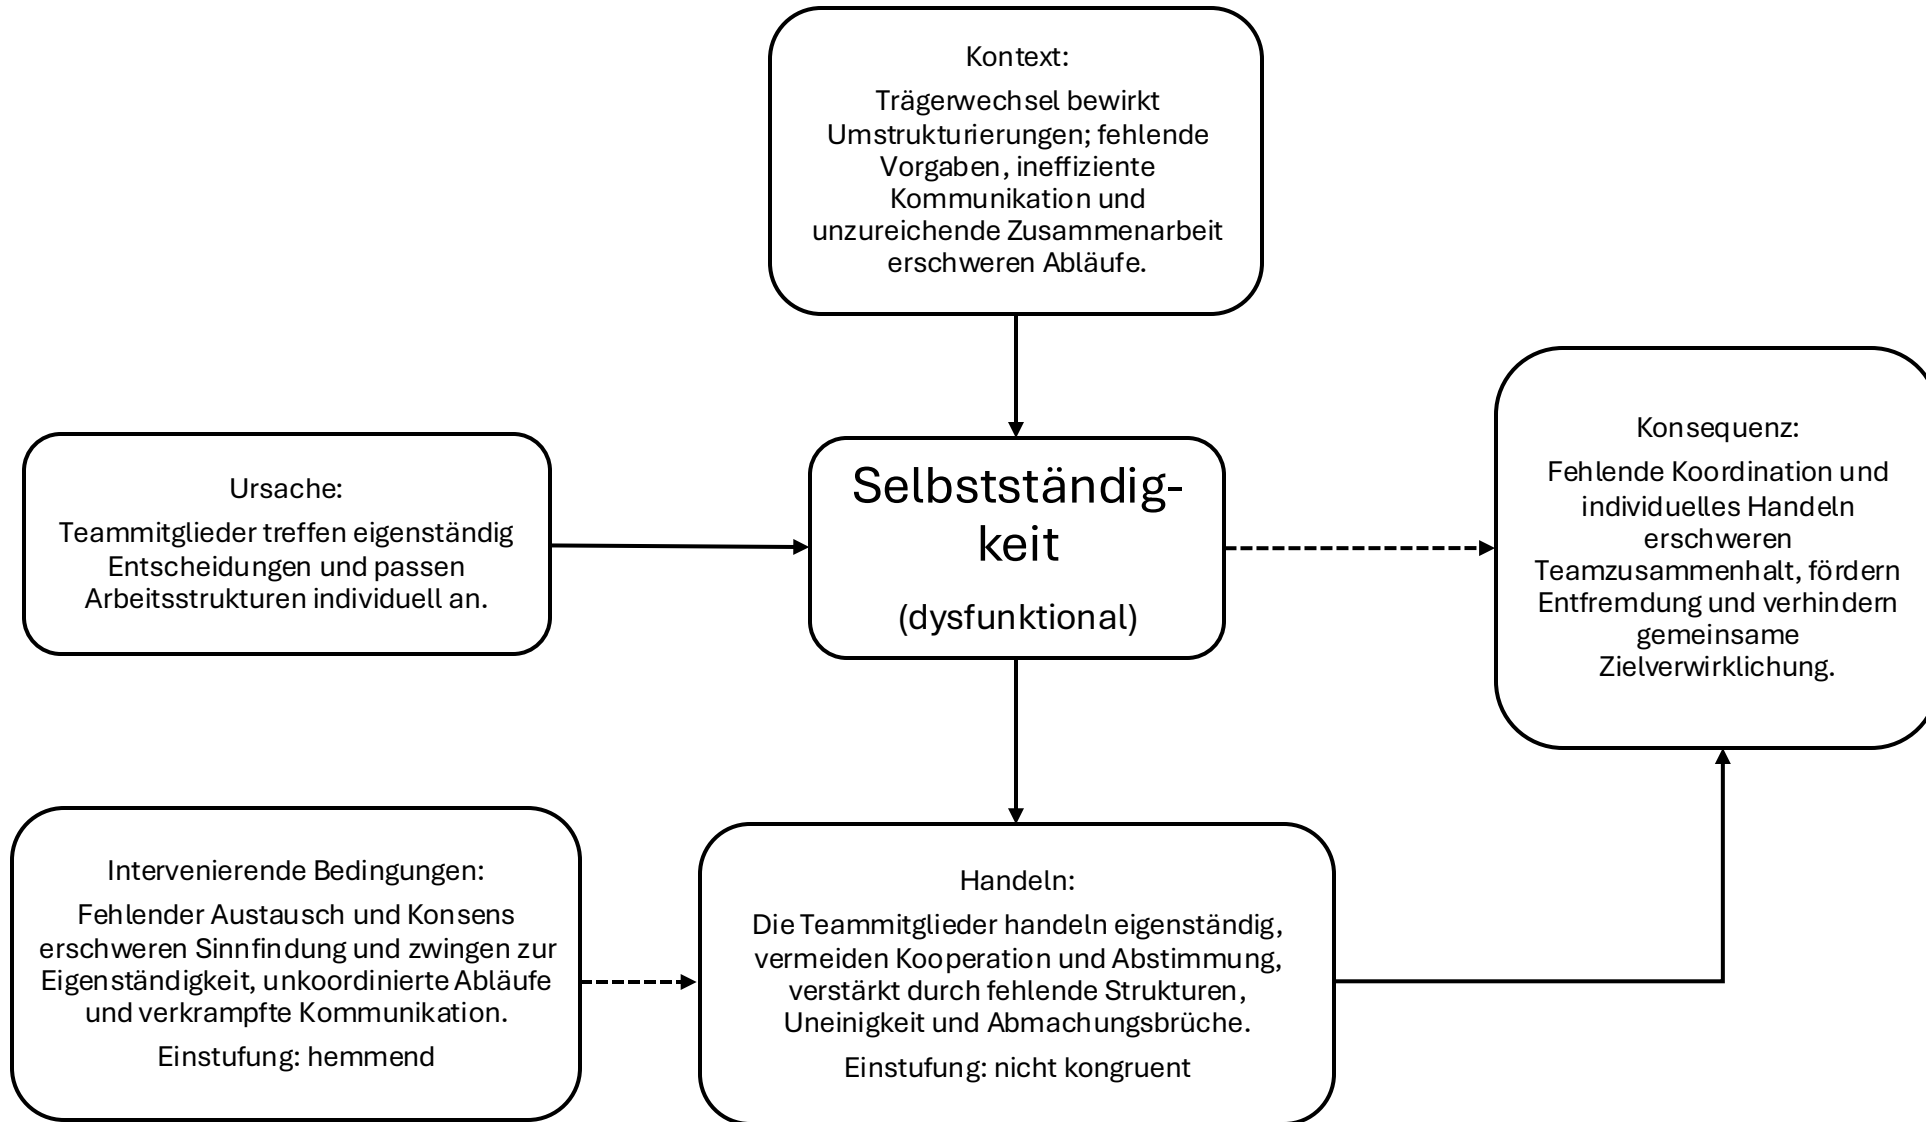 Kontext:
Trägerwechsel bewirkt
Umstrukturierungen; fehlende
Vorgaben, ineffiziente
Kommunikation und
unzureichende Zusammenarbeit
erschweren Abläufe.
Ursache:
Teammitglieder treffen eigenständig
Entscheidungen und passen
Arbeitsstrukturen individuell an.
Selbstständig-
keit
(dysfunktional)
Konsequenz:
Fehlende Koordination und
individuelles Handeln
erschweren
Teamzusammenhalt, fördern
Entfremdung und verhindern
gemeinsame
Zielverwirklichung.
Intervenierende Bedingungen:
Fehlender Austausch und Konsens
erschweren Sinnfindung und zwingen zur
Eigenständigkeit, unkoordinierte Abläufe
und verkrampfte Kommunikation.
Einstufung: hemmend
Handeln:
Die Teammitglieder handeln eigenständig,
vermeiden Kooperation und Abstimmung,
verstärkt durch fehlende Strukturen,
Uneinigkeit und Abmachungsbrüche.
Einstufung: nicht kongruent